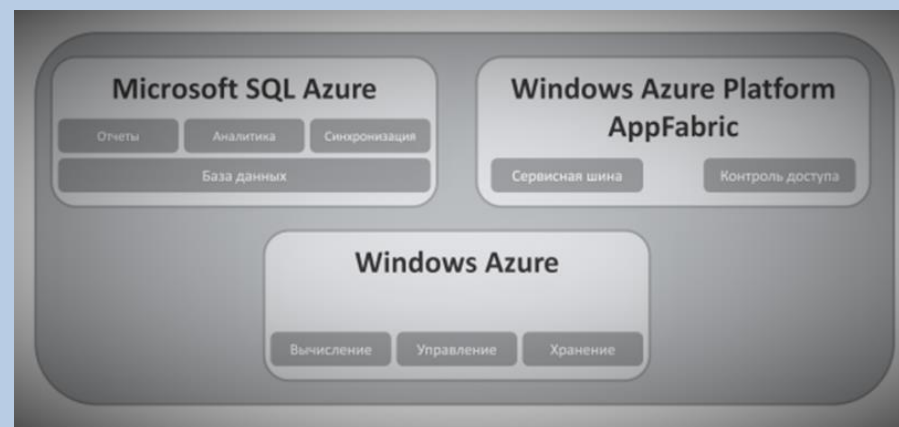 Microsoft SQL Azure
Отчеты
Аналитика
Синхронизация
База данных
Windows Azure Platform
AppFabric
Сервисная шина
Контроль доступа
Windows Azure
Вычисление
Управление
Хранение